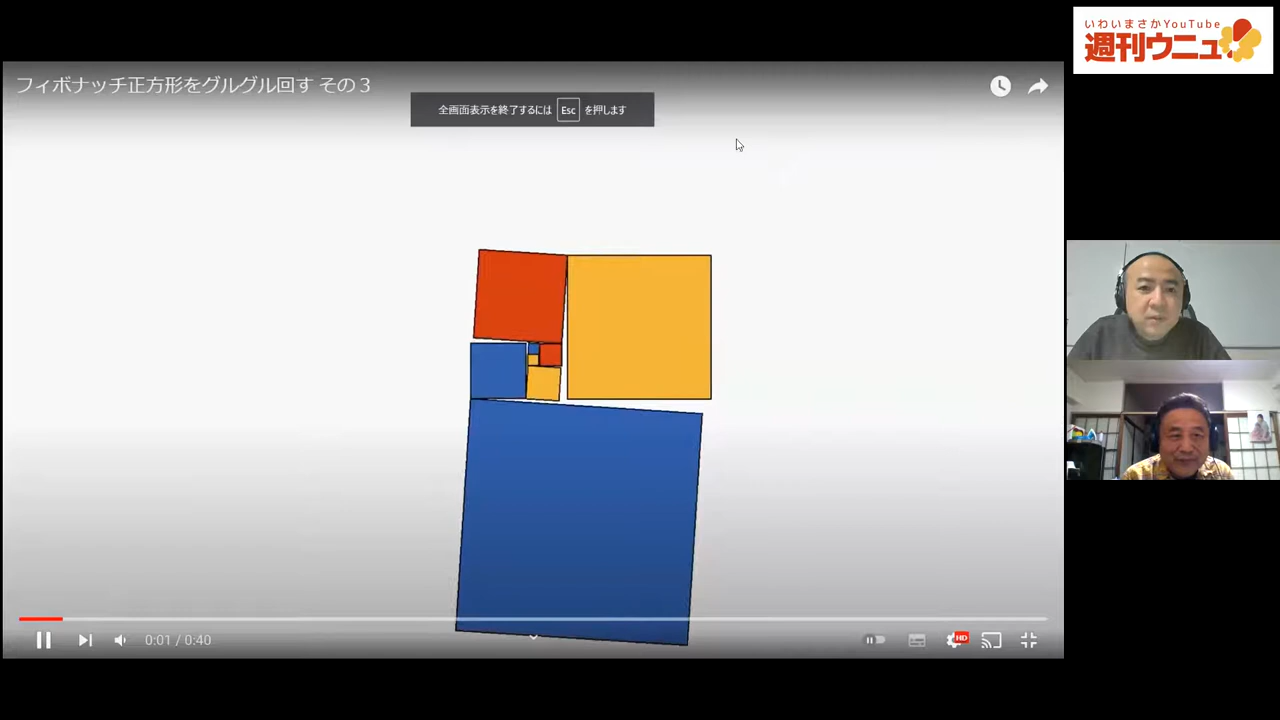 いわいまさかYouTube
週刊ウニュ
フィボナッチ正方形をグルグル回す その３
全画面表示を終了するには Esc を押します
0:01 / 0:40
HD